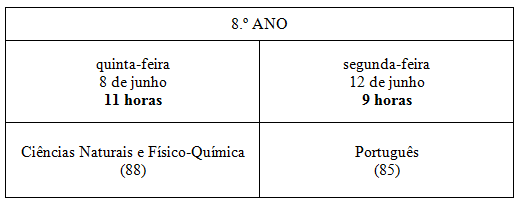 8.º ANO
quinta-feira
8 de junho
11 horas
segunda-feira
12 de junho
9 horas
Ciências Naturais e Físico-Química
(88)
Português
(85)